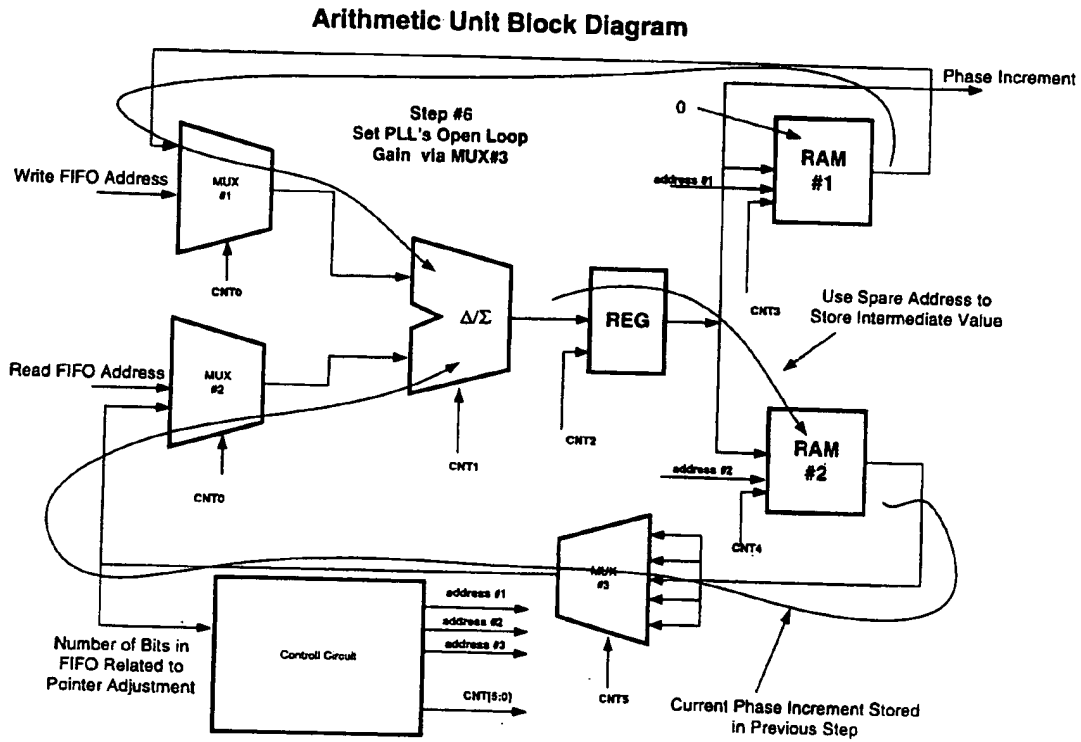 Arithmetic Unit Block Diagram
Phase Increment
Step #6
Set PLL's Open Loop
Gain via MUX#3
0
RAM
#1
address #1
MUX
#1
Write FIFO Address
CNT0
CNT3
Use Spare Address to
Store Intermediate Value
Δ/Σ
REG
Read FIFO Address
MUX
#2
CNT0
CNT1
CNT2
RAM
#2
address #2
CNT4
MUX
#3
address #1
address #2
address #3
Controll Circuit
CNT[5:0]
CNT5
Number of Bits in
FIFO Related to
Pointer Adjustment
Current Phase Increment Stored
in Previous Step